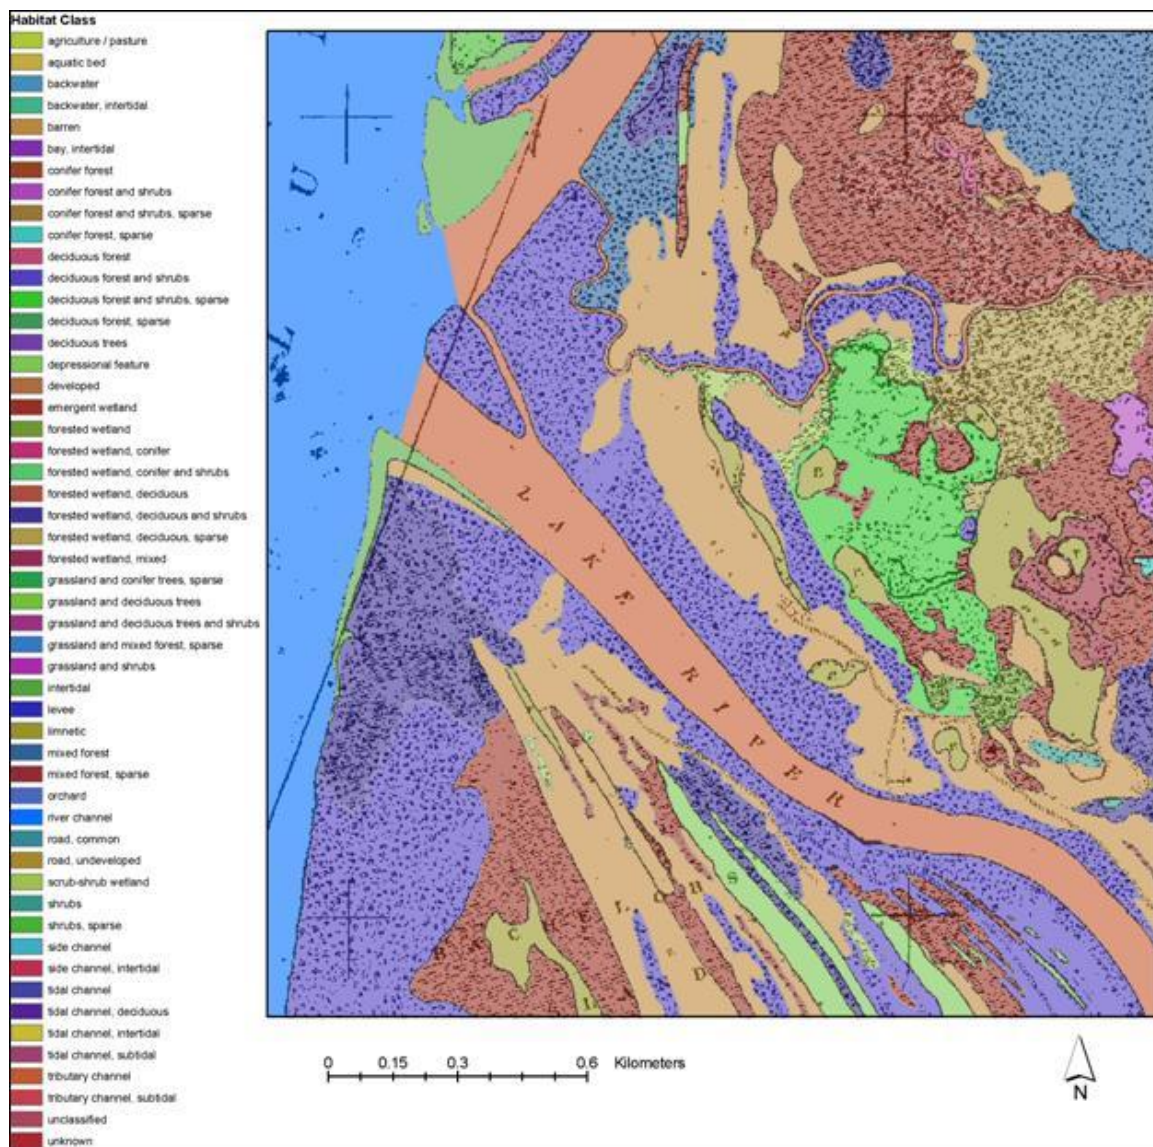 Habitat Class
agriculture / pasture
aquatic bed
backwater
backwater, intertidal
barren
bay, intertidal
conifer forest
conifer forest and shrubs
conifer forest and shrubs, sparse
conifer forest, sparse
deciduous forest
deciduous forest and shrubs
deciduous forest and shrubs, sparse
deciduous forest, sparse
deciduous trees
depressional feature
developed
emergent wetland
forested wetland
forested wetland, conifer
forested wetland, conifer and shrubs
forested wetland, deciduous
forested wetland, deciduous and shrubs
forested wetland, deciduous, sparse
forested wetland, mixed
grassland and conifer trees, sparse
grassland and deciduous trees
grassland and deciduous trees and shrubs
grassland and mixed forest, sparse
grassland and shrubs
intertidal
levee
limnetic
mixed forest
mixed forest, sparse
orchard
river channel
road, common
road, undeveloped
scrub-shrub wetland
shrubs
shrubs, sparse
side channel
side channel, intertidal
tidal channel
tidal channel, deciduous
tidal channel, intertidal
tidal channel, subtidal
tributary channel
tributary channel, subtidal
unclassified
unknown
LAKE RIVER
0 0.15 0.3 0.6 Kilometers
N